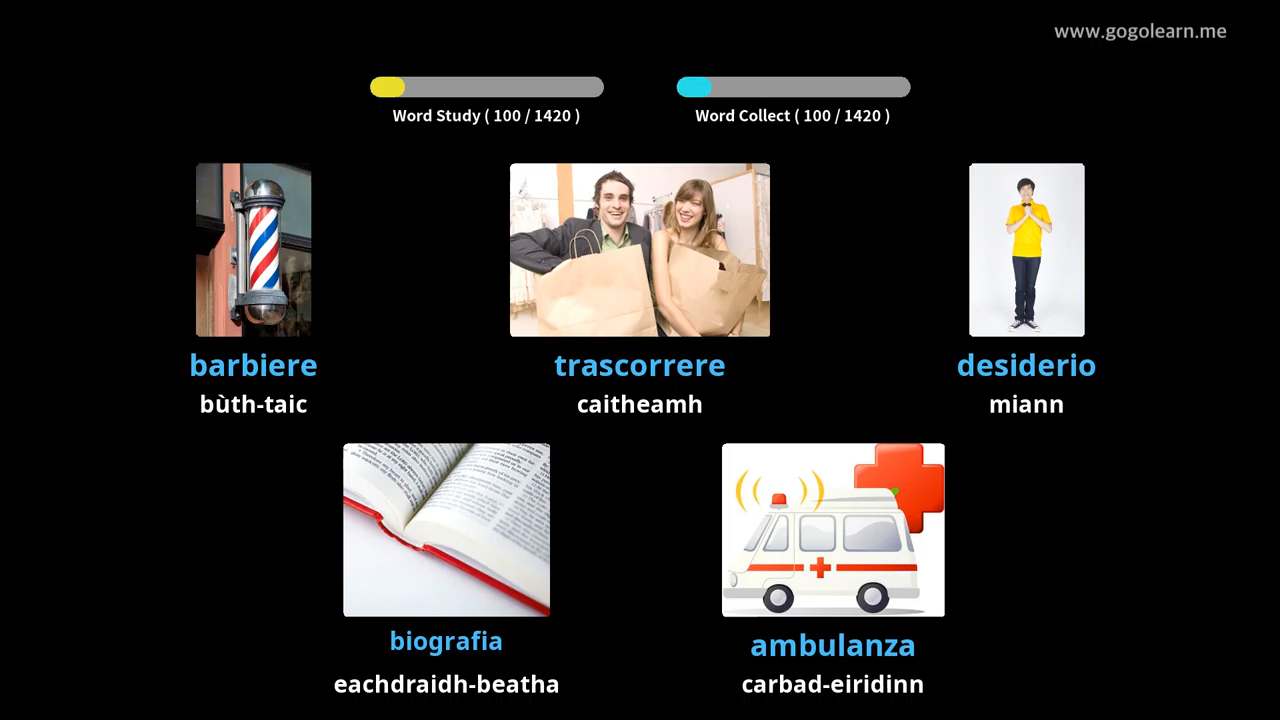 www.gogolearn.me
Word Study ( 100 / 1420 )
Word Collect ( 100 / 1420 )
barbiere
bùth-taic
trascorrere
caitheamh
desiderio
miann
biografia
eachdraidh-beatha
ambulanza
carbad-eiridinn